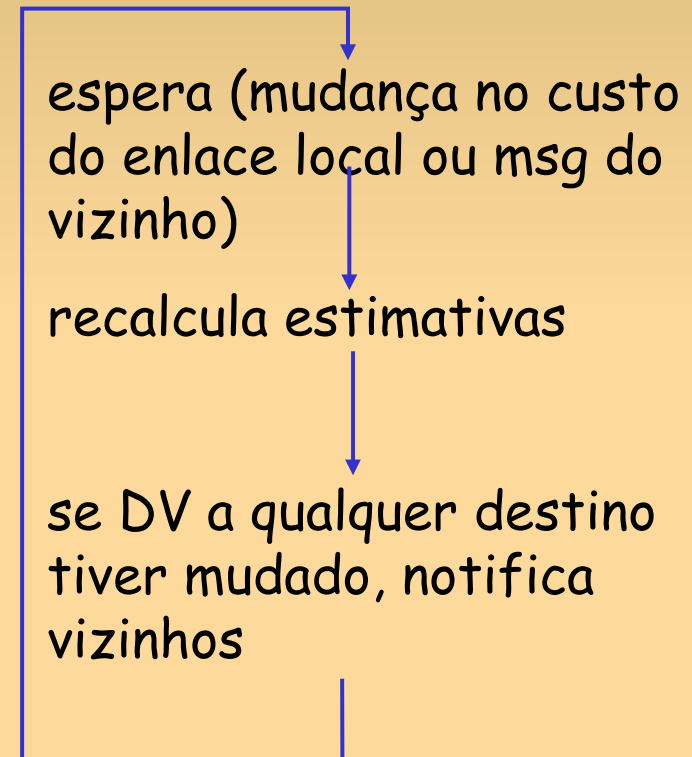 espera (mudança no custo
do enlace local ou msg do
vizinho)
recalcula estimativas
se DV a qualquer destino
tiver mudado, notifica
vizinhos